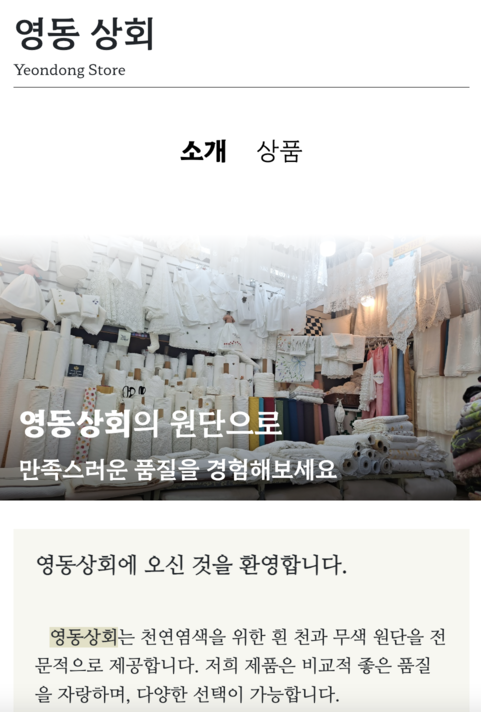 영동 상회
Yeondong Store
소개 상품
영동상회의 원단으로
만족스러운 품질을 경험해보세요
영동상회에 오신 것을 환영합니다.
영동상회는 천연염색을 위한 흰 천과 무색 원단을 전
문적으로 제공합니다. 저희 제품은 비교적 좋은 품질
을 자랑하며, 다양한 선택이 가능합니다.